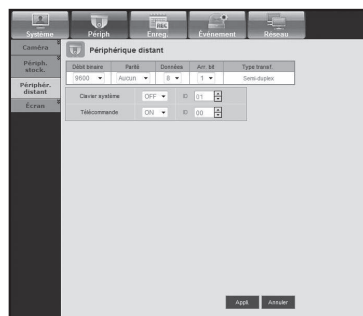 Système Périph Enreg. Événement Réseau
Caméra
Périph. stock.
Périphér. distant
Écran
Périphérique distant
Débit binaire Parité Données Arr. bit Type transf.
9600 Aucun 8 1 Semi-duplex
Clavier système OFF ID 01
Télécommande ON ID 00
Appli. Annuler